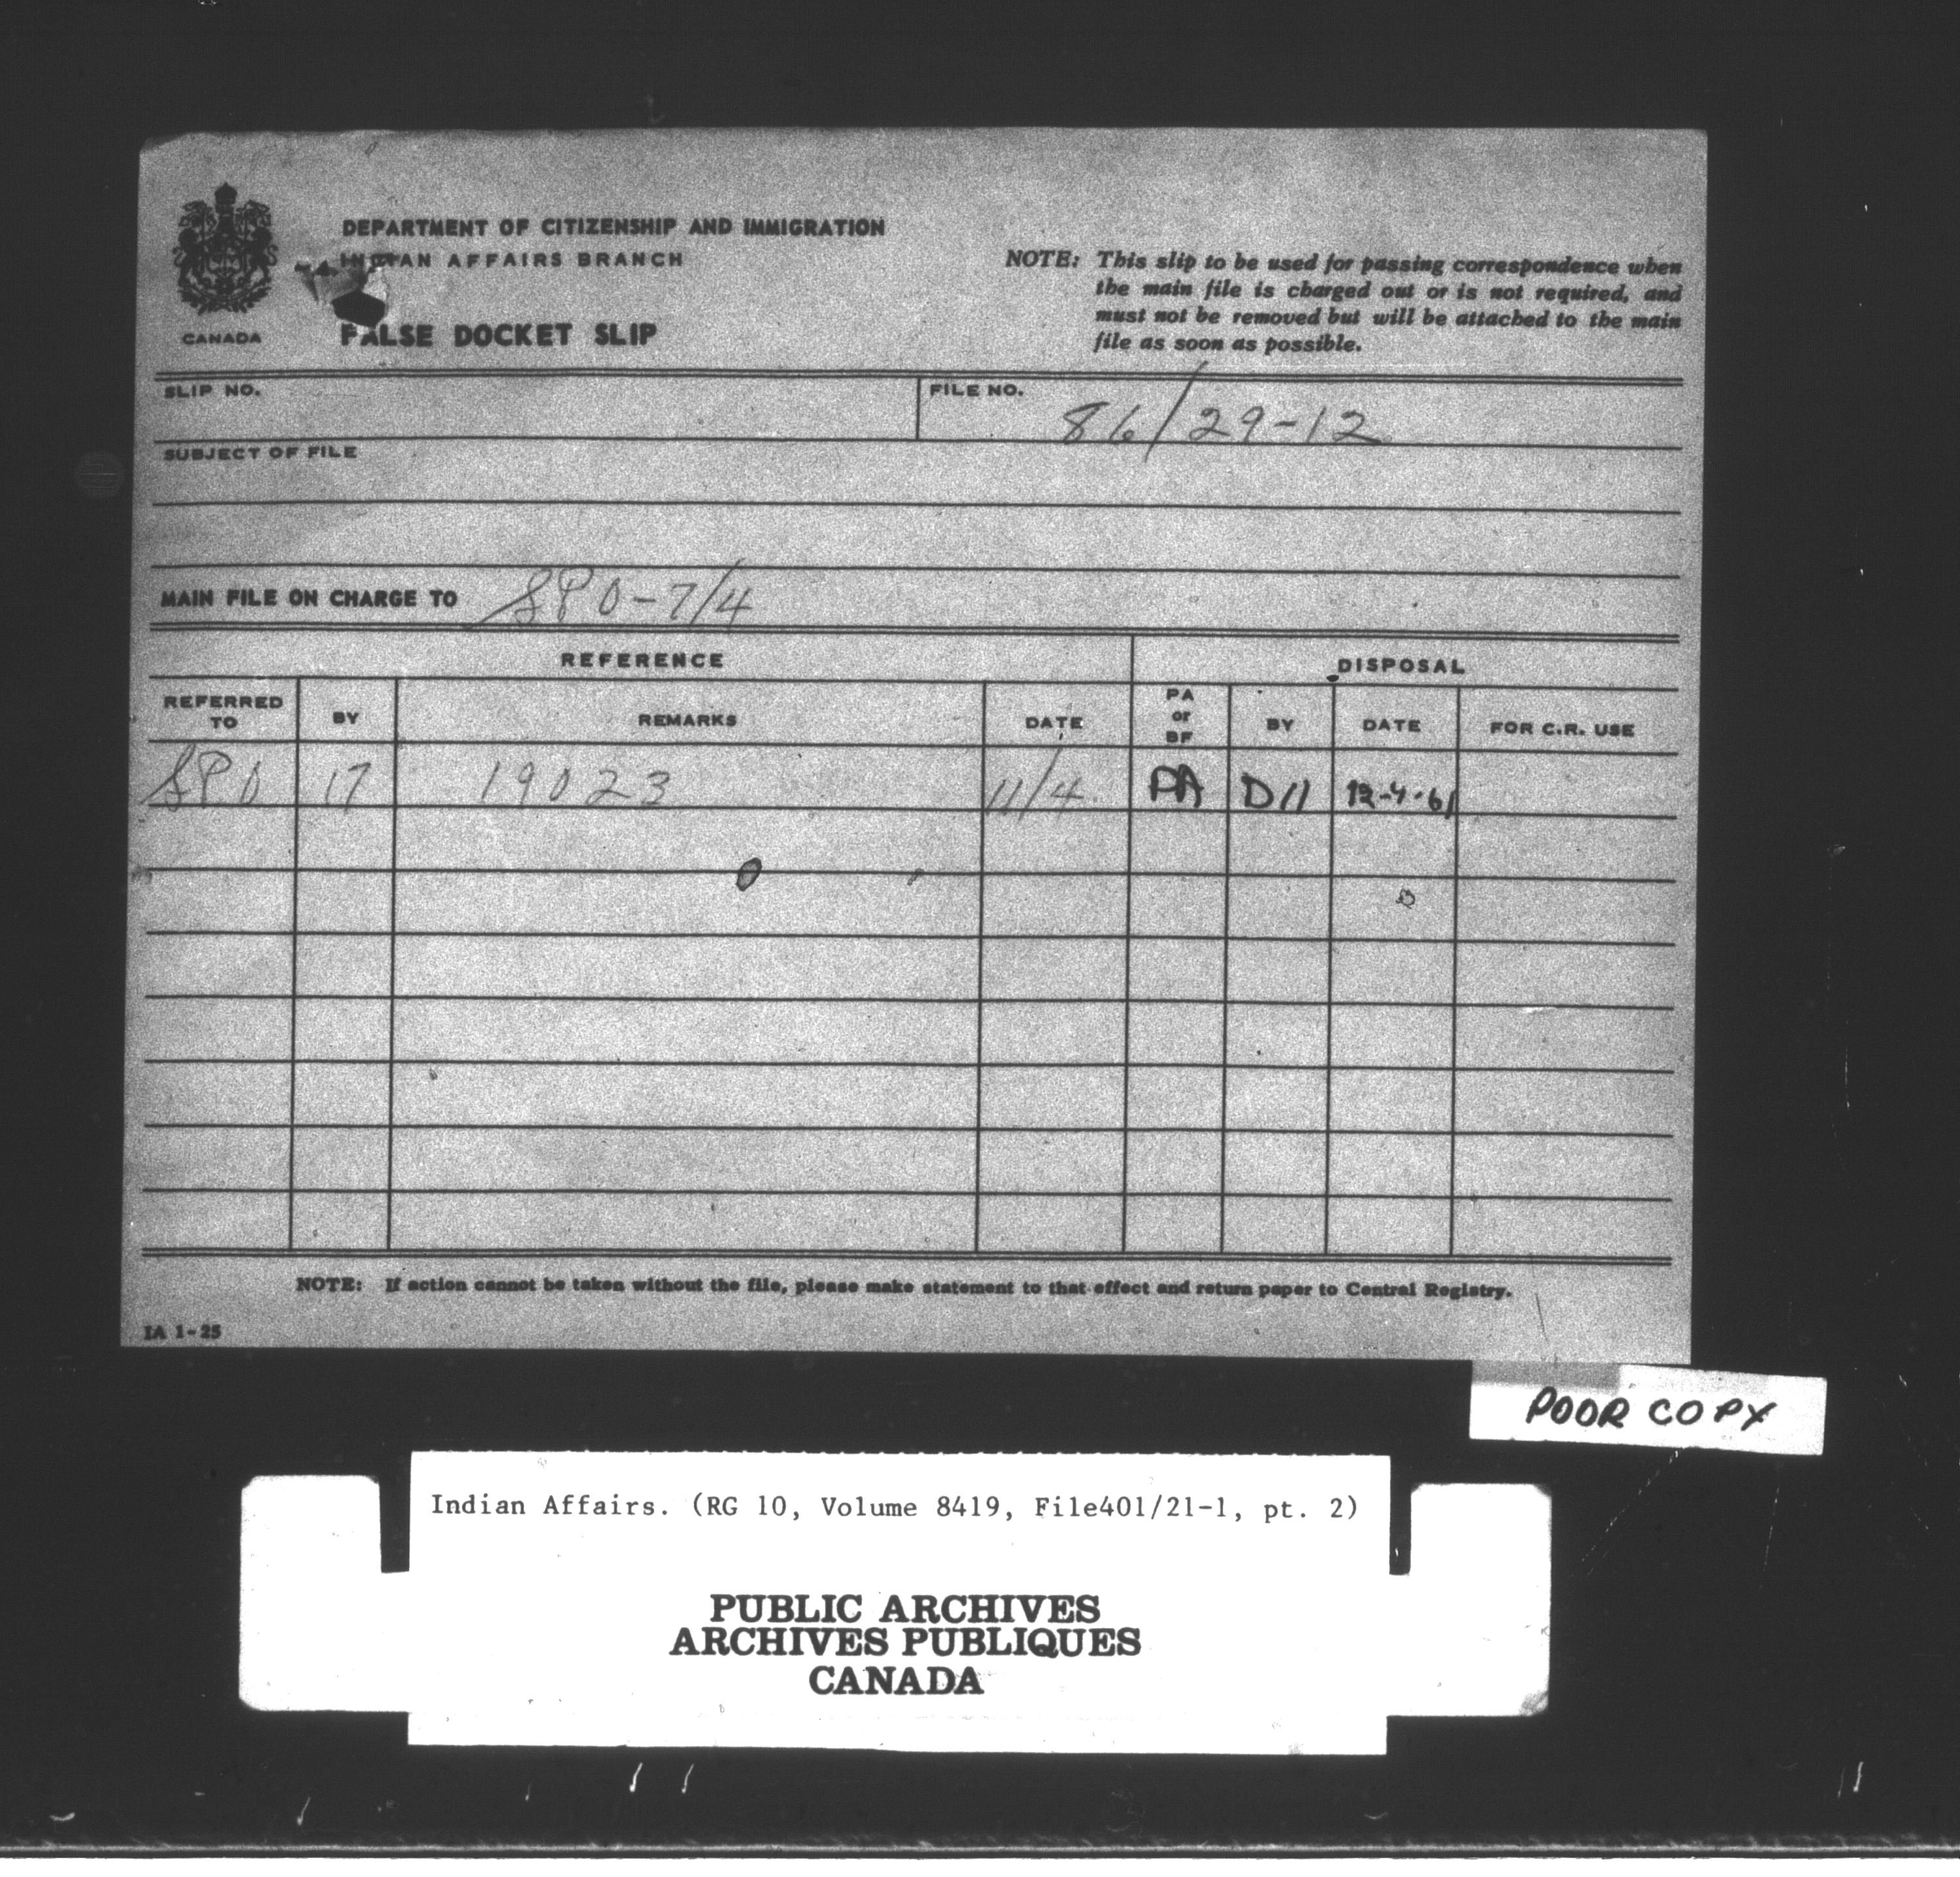 DEPARTMENT OF CITIZENSHIP AND IMMIGRATION
INDIAN AFFAIRS BRANCH
CANADA
FALSE DOCKET SLIP
NOTE: This slip to be used for passing correspondence when
the main file is charged out or is not required, and
must not be removed but will be attached to the main
file as soon as possible.
SLIP NO.
FILE NO. 86/29-12
SUBJECT OF FILE
MAIN FILE ON CHARGE TO SPO-7/4
REFERENCE DISPOSAL
REFERRED TO BY REMARKS DATE PA or BF BY DATE FOR C.R. USE
SPO 17 19023 11/4 PA D11 12-4-61
NOTE: If action cannot be taken without the file, please make statement to that effect and return paper to Central Registry.
IA 1-25
POOR COPY
Indian Affairs. (RG 10, Volume 8419, File401/21-1, pt. 2)
PUBLIC ARCHIVES
ARCHIVES PUBLIQUES
CANADA